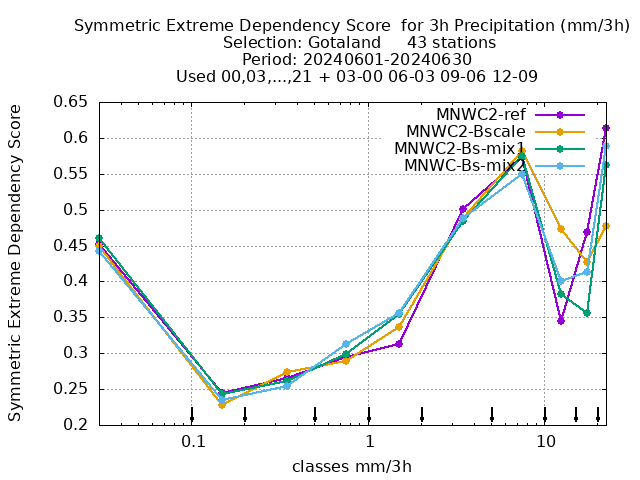 Symmetric Extreme Dependency Score  for 3h Precipitation (mm/3h)
Selection: Gotaland     43 stations
Period: 20240601-20240630
Used 00,03,...,21 + 03-00 06-03 09-06 12-09
Symmetric Extreme Dependency Score
0.65
0.6
0.55
0.5
0.45
0.4
0.35
0.3
0.25
0.2
MNWC2-ref
MNWC2-Bscale
MNWC2-Bs-mix1
MNWC-Bs-mix2
0.1 1 10
classes mm/3h